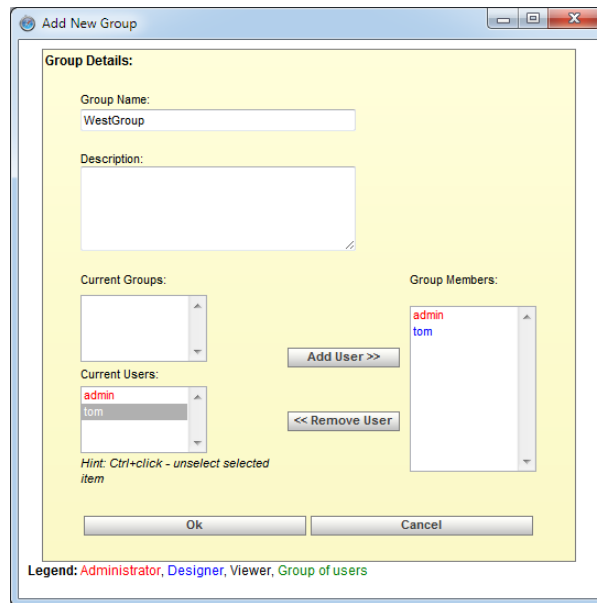 Add New Group
Group Details:
Group Name:
WestGroup
Description:
Current Groups:
Group Members:
admin
tom
Add User >>
Current Users:
admin
tom
<< Remove User
Hint: Ctrl+click - unselect selected
item
Ok
Cancel
Legend: Administrator, Designer, Viewer, Group of users